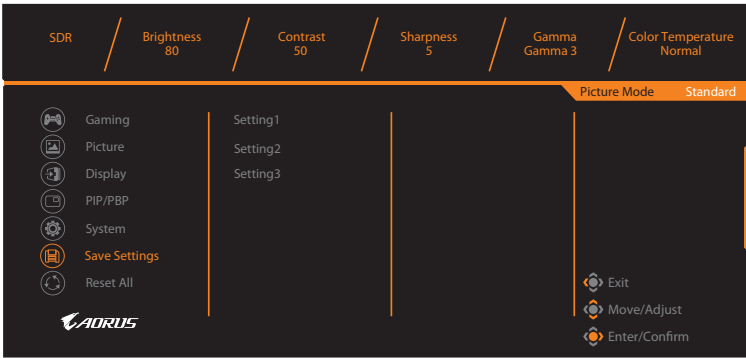 SDR
Brightness
80
Contrast
50
Sharpness
5
Gamma
Gamma 3
Color Temperature
Normal
Picture Mode Standard
Gaming
Picture
Display
PIP/PBP
System
Save Settings
Reset All
Setting1
Setting2
Setting3
Exit
Move/Adjust
Enter/Confirm
AORUS